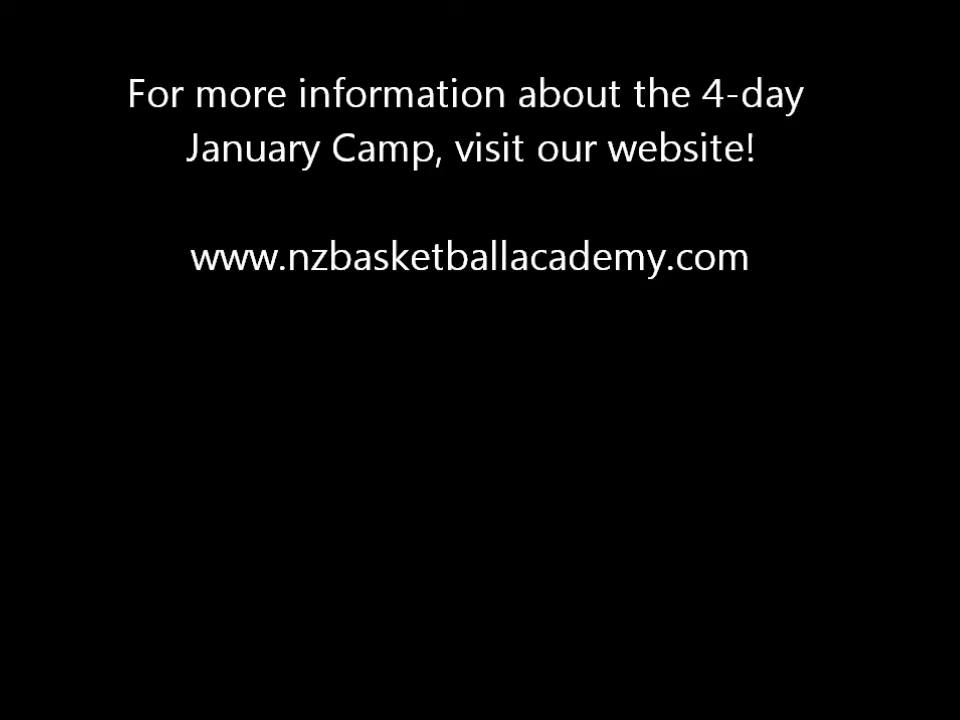 For more information about the 4-day
January Camp, visit our website!
www.nzbasketballacademy.com